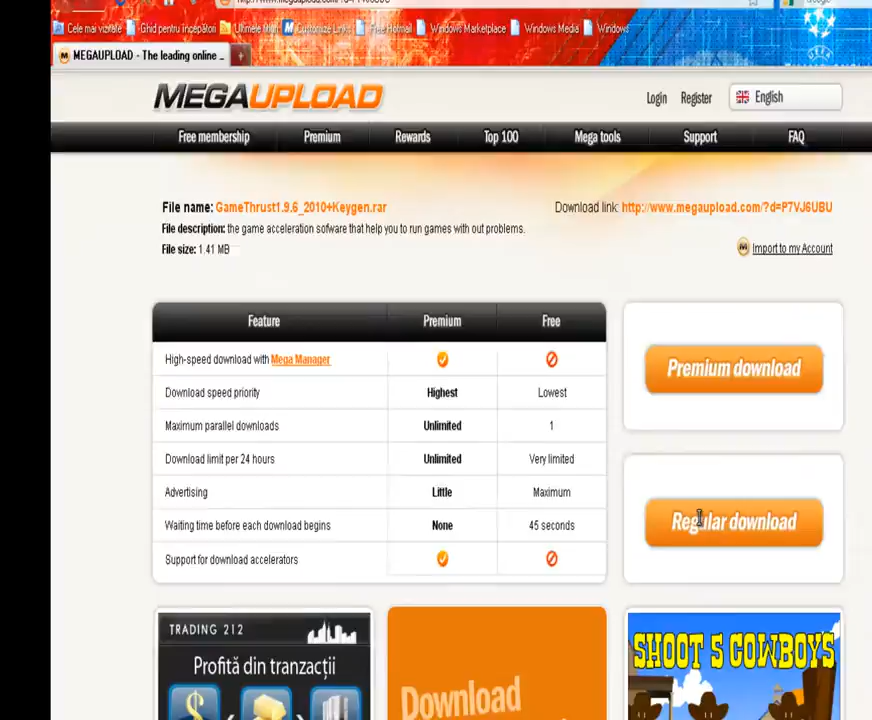 Cele mai vizitate Ghid pentru începători Customize Links Free Hotmail Windows Marketplace Windows Media Windows
MEGAUPLOAD - The leading online ...
MEGAUPLOAD
Login Register English
Free membership Premium Rewards Top 100 Mega tools Support FAQ
File name: GameThrust1.9.6_2010+Keygen.rar
Download link: http://www.megaupload.com/?d=P7VJ6UBU
File description: the game acceleration sofware that help you to run games with out problems.
File size: 1.41 MB
Import to my Account
Feature Premium Free
High-speed download with Mega Manager
Download speed priority Highest Lowest
Maximum parallel downloads Unlimited 1
Download limit per 24 hours Unlimited Very limited
Advertising Little Maximum
Waiting time before each download begins None 45 seconds
Support for download accelerators
Premium download
Regular download
TRADING 212
Profită din tranzacții
Download
SHOOT 5 COWBOYS